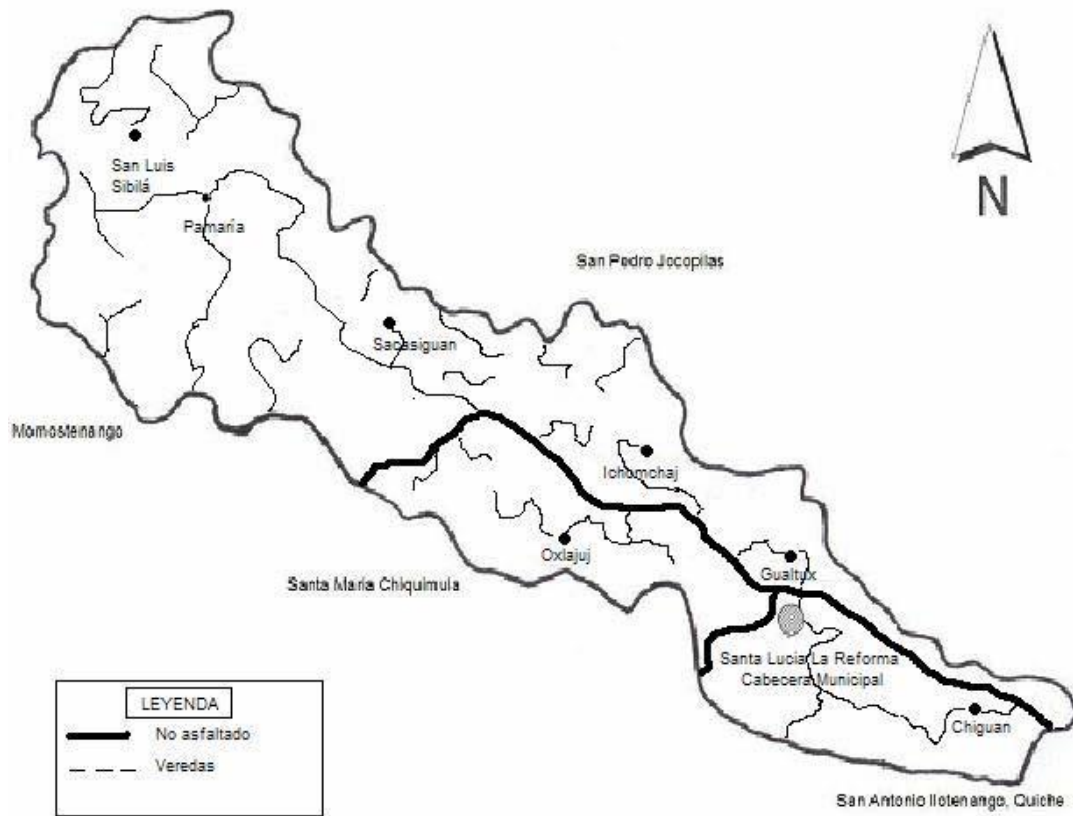 San Luis
Sibilá
Pamaría
San Pedro Jocopilas
N
Sacasiguan
Momostenango
Ichomchaj
Oxlajuj
Gualtux
Santa María Chiquimula
Santa Lucia La Reforma
Cabecera Municipal
Chiguan
LEYENDA
No asfaltado
Veredas
San Antonio Ilotenango, Quiche